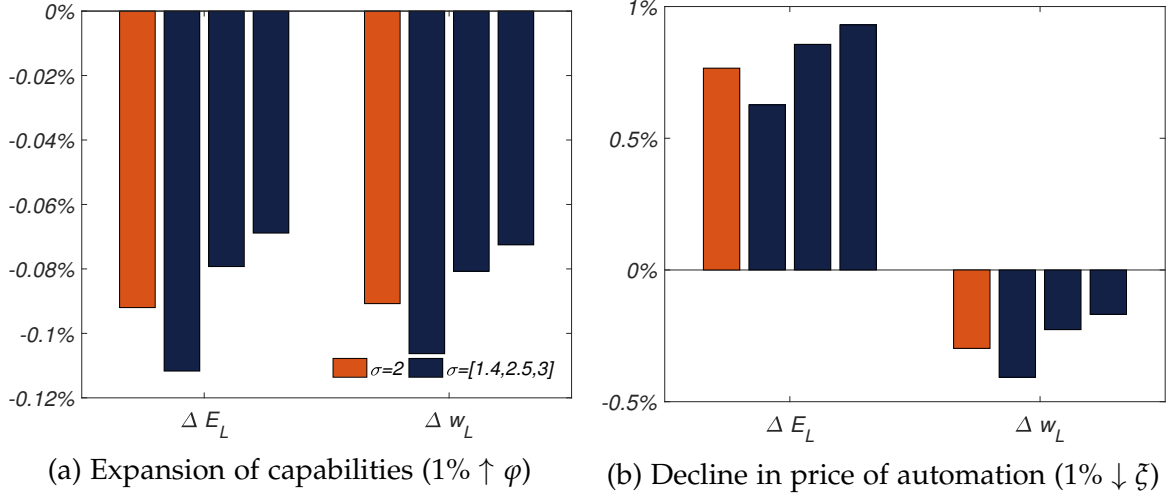 0%
-0.02%
-0.04%
-0.06%
-0.08%
-0.1%
-0.12%
σ=2 σ=[1.4,2.5,3]
Δ E_L Δ w_L
(a) Expansion of capabilities (1% ↑ φ)
1%
0.5%
0%
-0.5%
Δ E_L Δ w_L
(b) Decline in price of automation (1% ↓ ξ)